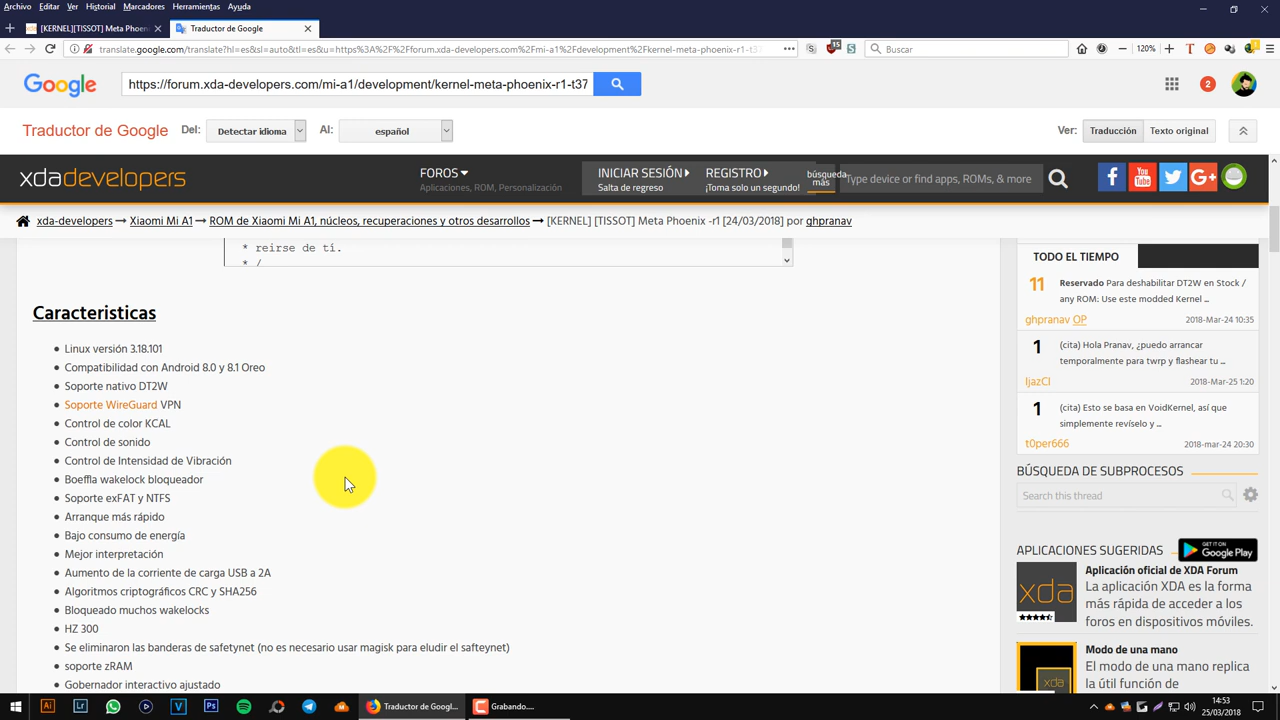 Archivo Editar Ver Historial Marcadores Herramientas Ayuda
[KERNEL][TISSOT] Meta Phoen
Traductor de Google
translate.google.com/translate?hl=es&sl=auto&tl=es&u=https%3A%2F%2Fforum.xda-developers.com%2Fmi-a1%2Fdevelopment%2Fkernel-meta-phoenix-r1-t37
15
Buscar
120%
Google
https://forum.xda-developers.com/mi-a1/development/kernel-meta-phoenix-r1-t37
2
Traductor de Google
Del:
Detectar idioma
Al:
español
Ver:
Traducción
Texto original
xdadevelopers
FOROS
Aplicaciones, ROM, Personalización
INICIAR SESIÓN
Salta de regreso
REGISTRO
¡Toma solo un segundo!
búsqueda
más
Type device or find apps, ROMs, & more
xda-developers → Xiaomi Mi A1 → ROM de Xiaomi Mi A1, núcleos, recuperaciones y otros desarrollos → [KERNEL] [TISSOT] Meta Phoenix -r1 [24/03/2018] por ghpranav
* reirse de tí.
* /
Caracteristicas
Linux versión 3.18.101
Compatibilidad con Android 8.0 y 8.1 Oreo
Soporte nativo DT2W
Soporte WireGuard VPN
Control de color KCAL
Control de sonido
Control de Intensidad de Vibración
Boeffla wakelock bloqueador
Soporte exFAT y NTFS
Arranque más rápido
Bajo consumo de energía
Mejor interpretación
Aumento de la corriente de carga USB a 2A
Algoritmos criptográficos CRC y SHA256
Bloqueado muchos wakelocks
HZ 300
Se eliminaron las banderas de safetynet (no es necesario usar magisk para eludir el safteynet)
soporte zRAM
Gobernador interactivo ajustado
TODO EL TIEMPO
11
Reservado Para deshabilitar DT2W en Stock /
any ROM: Use este modded Kernel ...
ghpranav OP
2018-Mar-24 10:35
1
(cita) Hola Pranav, ¿puedo arrancar
temporalmente para twrp y flashear tu ...
IjazCI
2018-Mar-25 1:20
1
(cita) Esto se basa en VoidKernel, así que
simplemente revíselo y ...
t0per666
2018-mar-24 20:30
BÚSQUEDA DE SUBPROCESOS
Search this thread
APLICACIONES SUGERIDAS
GET IT ON
Google Play
xda
Aplicación oficial de XDA Forum
La aplicación XDA es la forma
más rápida de acceder a los
foros en dispositivos móviles.
xda
Modo de una mano
El modo de una mano replica
la útil función de
Ai
Lr
V
Ps
Traductor de Googl...
Grabando....
14:53
25/03/2018